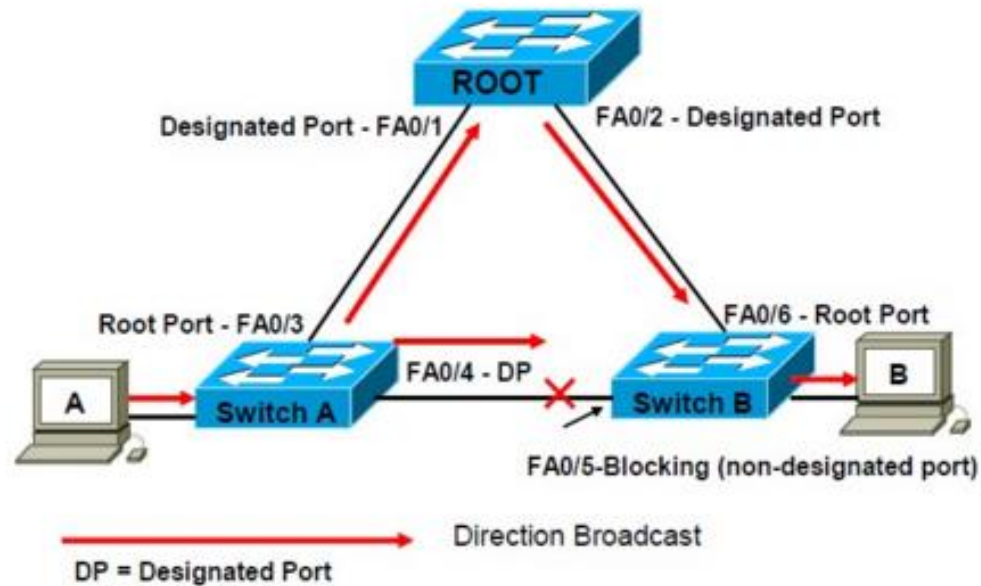 ROOT
Designated Port - FA0/1
FA0/2 - Designated Port
Root Port - FA0/3
FA0/6 - Root Port
A
Switch A
FA0/4 - DP
Switch B
B
FA0/5-Blocking (non-designated port)
Direction Broadcast
DP = Designated Port